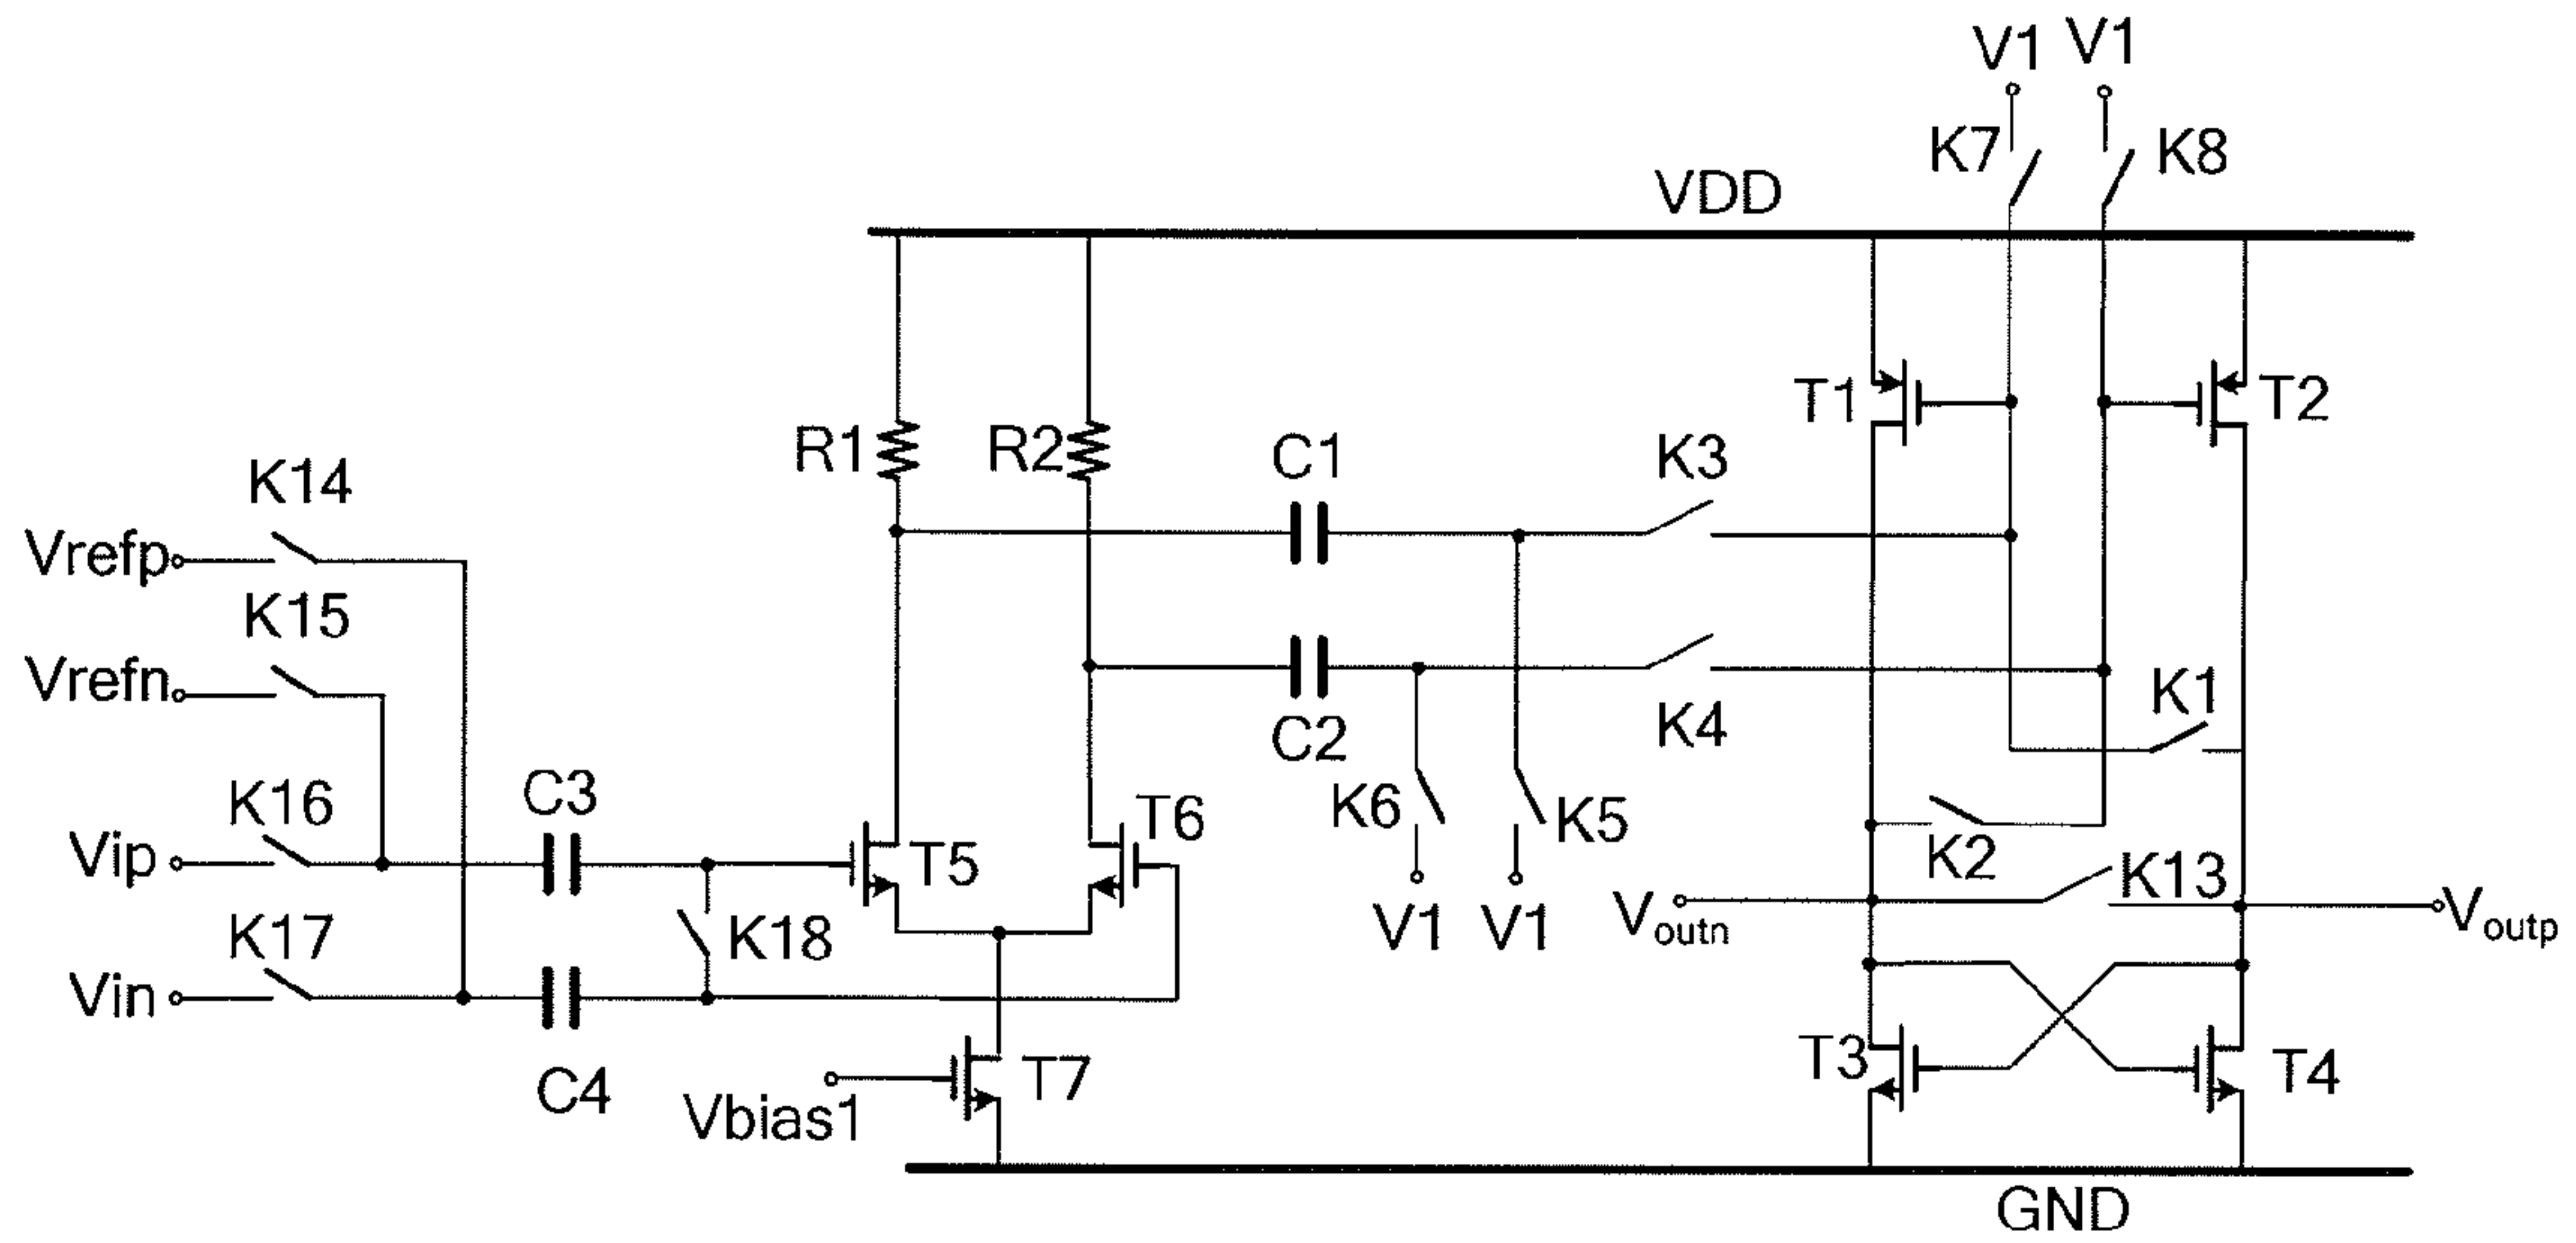 V1 V1
K7 K8
VDD
T1 T2
R1 R2 C1 K3
K14
Vrefp
K15
Vrefn
K1
C2 K4
K16 C3 K6 K5
T6
Vip T5 K2
K13
K17 K18 V1 V1 Voutn Voutp
Vin
C4 T7 T3 T4
Vbias1
GND